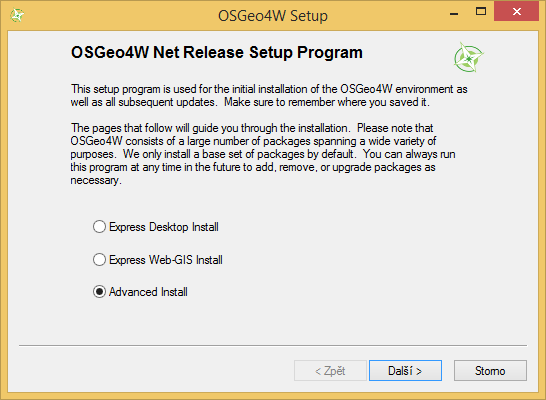 OSGeo4W Setup
OSGeo4W Net Release Setup Program
This setup program is used for the initial installation of the OSGeo4W environment as
well as all subsequent updates.  Make sure to remember where you saved it.
The pages that follow will guide you through the installation.  Please note that
OSGeo4W consists of a large number of packages spanning a wide variety of
purposes.  We only install a base set of packages by default.  You can always run
this program at any time in the future to add, remove, or upgrade packages as
necessary.
Express Desktop Install
Express Web-GIS Install
Advanced Install
< Zpět
Další >
Storno